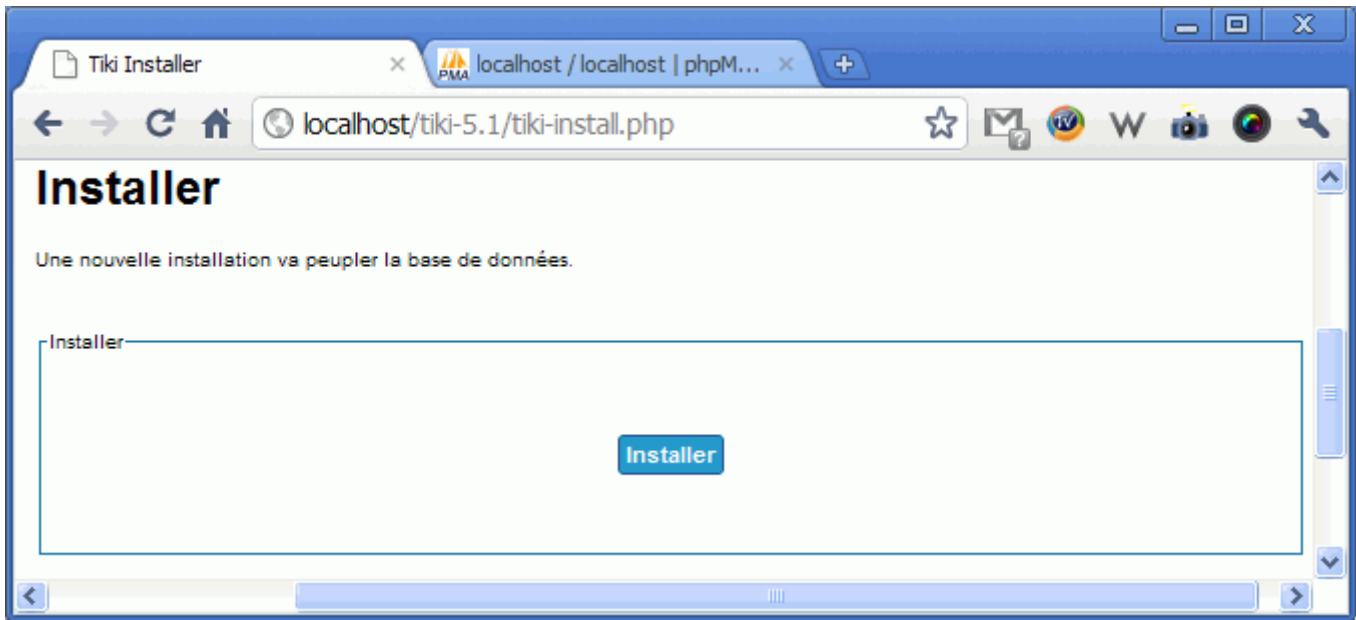 Tiki Installer
PMA localhost / localhost | phpM...
localhost/tiki-5.1/tiki-install.php
Installer
Une nouvelle installation va peupler la base de données.
Installer
Installer